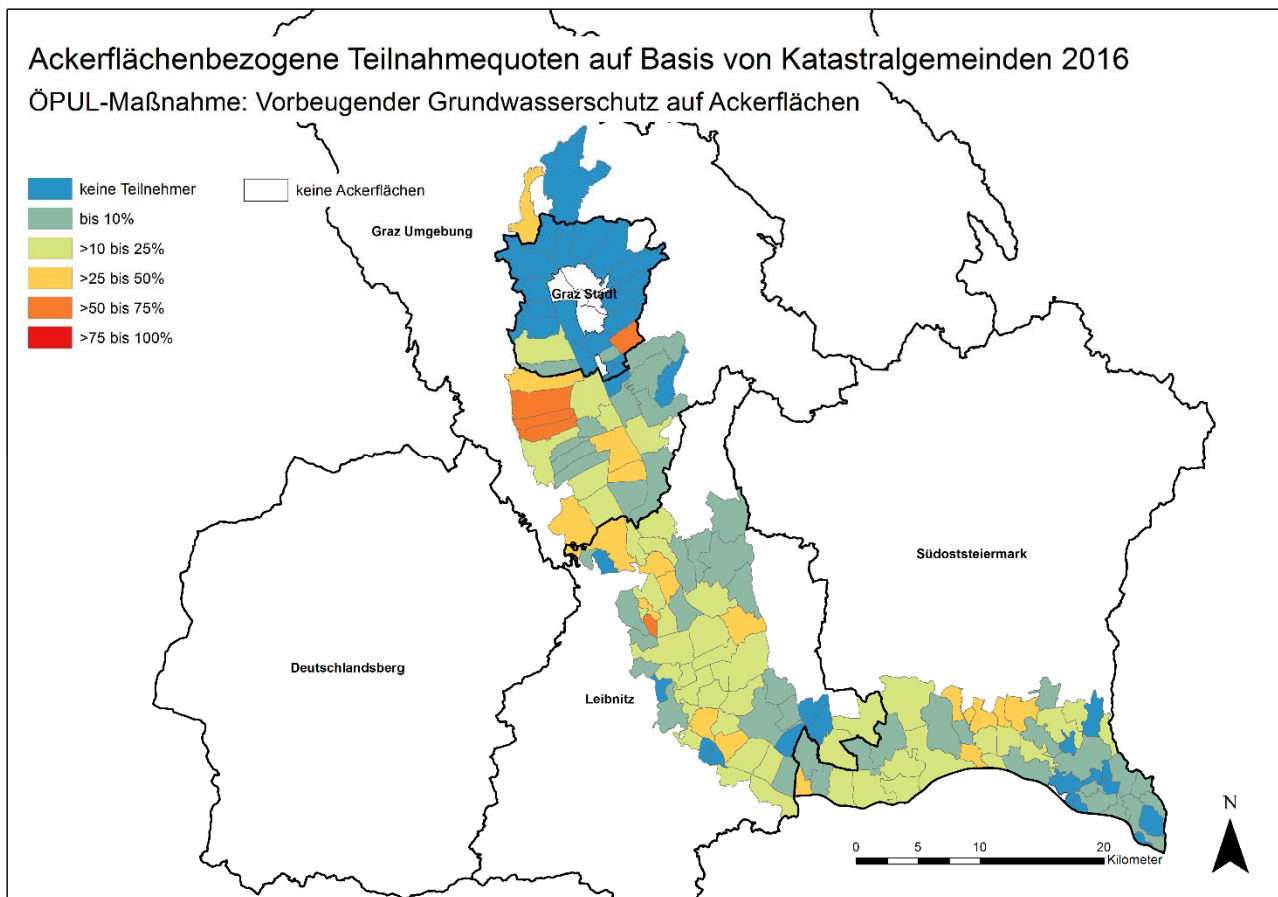 Ackerflächenbezogene Teilnahmequoten auf Basis von Katastralgemeinden 2016
ÖPUL-Maßnahme: Vorbeugender Grundwasserschutz auf Ackerflächen
keine Teilnehmer
keine Ackerflächen
bis 10%
>10 bis 25%
>25 bis 50%
>50 bis 75%
>75 bis 100%
Graz Umgebung
Graz Stadt
Südoststeiermark
Deutschlandsberg
Leibnitz
N
0 5 10 20
Kilometer